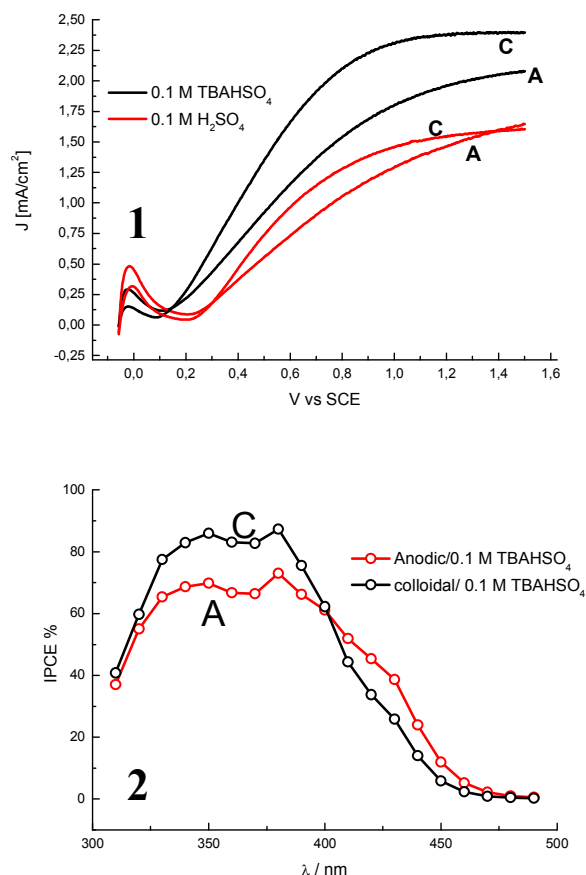 2,50
2,25
2,00
1,75
1,50
1,25
1,00
0,75
0,50
0,25
0,00
-0,25
J [mA/cm²]
0.1 M TBAHSO₄
0.1 M H₂SO₄
C
A
C
A
1
0,0 0,2 0,4 0,6 0,8 1,0 1,2 1,4 1,6
V vs SCE
100
80
60
40
20
0
IPCE %
C
A
Anodic/0.1 M TBAHSO₄
colloidal/ 0.1 M TBAHSO₄
2
300 350 400 450 500
λ / nm